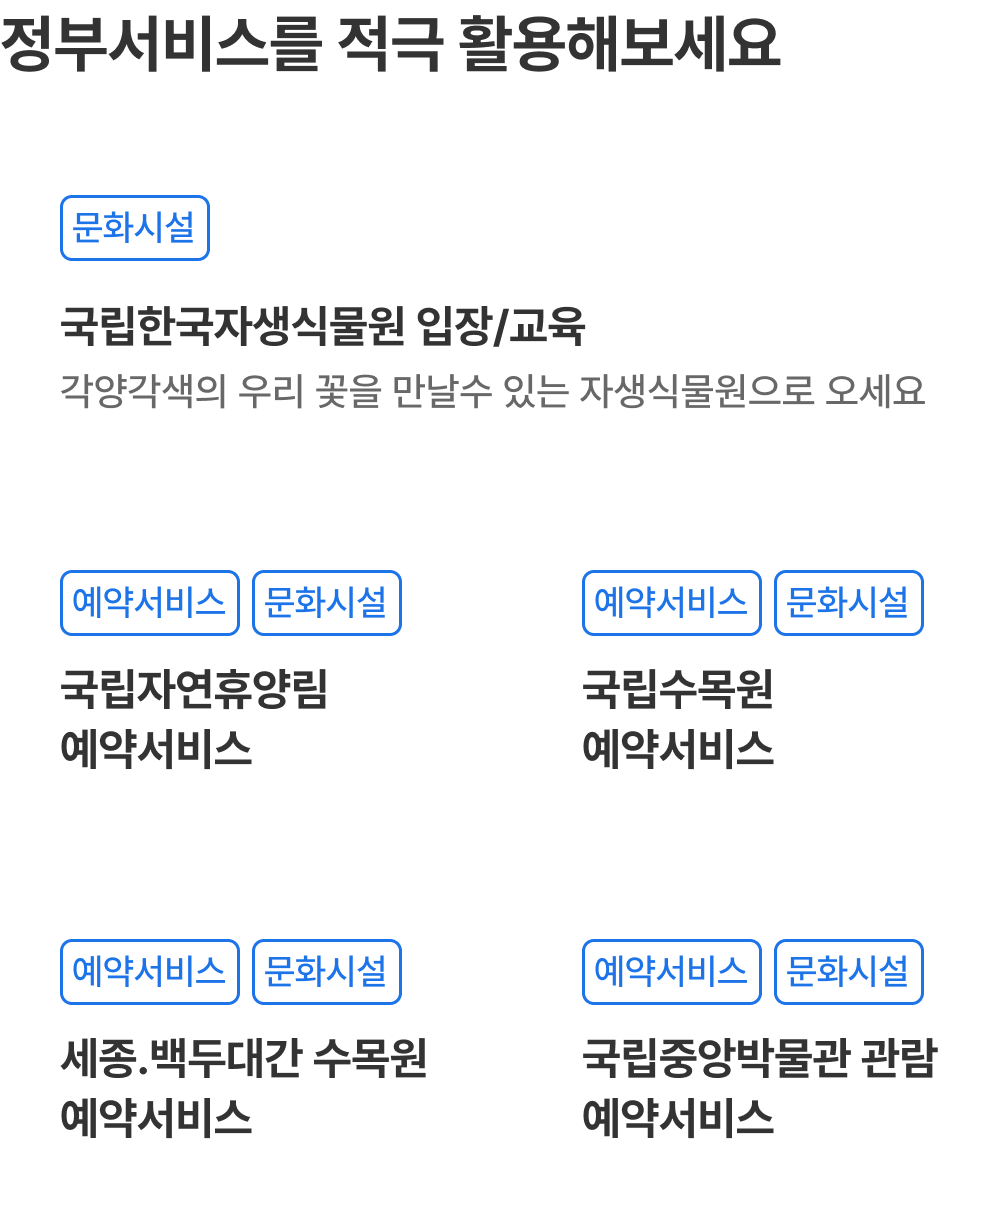 정부서비스를 적극 활용해보세요
문화시설
국립한국자생식물원 입장/교육
각양각색의 우리 꽃을 만날수 있는 자생식물원으로 오세요
예약서비스 문화시설
국립자연휴양림
예약서비스
예약서비스 문화시설
국립수목원
예약서비스
예약서비스 문화시설
세종.백두대간 수목원
예약서비스
예약서비스 문화시설
국립중앙박물관 관람
예약서비스